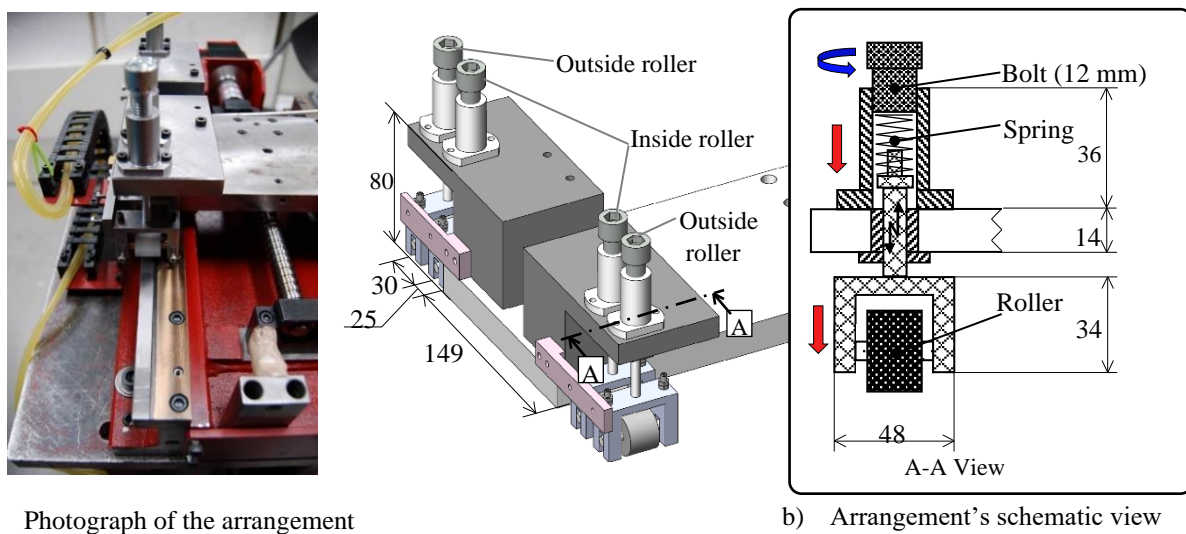 Outside roller
Inside roller
Outside
roller
80
30
25
149
A
A
Bolt (12 mm)
Spring
36
14
Roller
34
48
A-A View
Photograph of the arrangement
b) Arrangement's schematic view